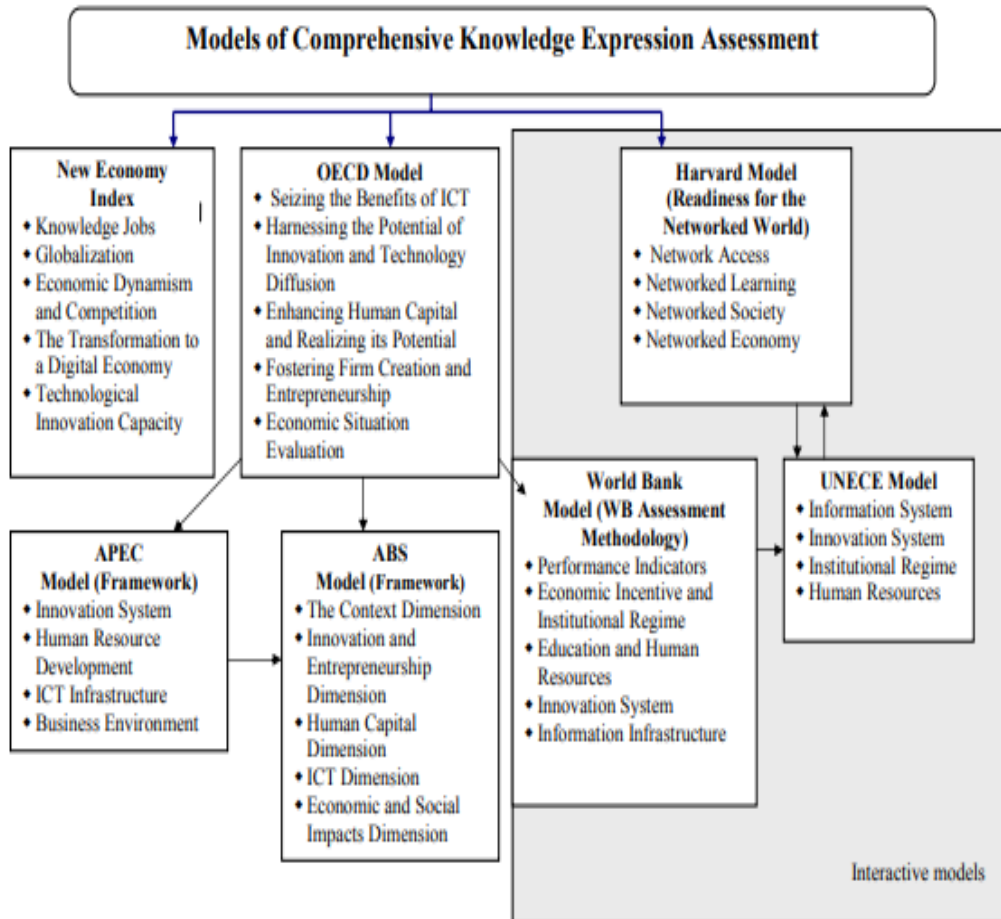 Models of Comprehensive Knowledge Expression Assessment
New Economy
Index
◆ Knowledge Jobs
◆ Globalization
◆ Economic Dynamism
and Competition
◆ The Transformation to
a Digital Economy
◆ Technological
Innovation Capacity
OECD Model
◆ Seizing the Benefits of ICT
◆ Harnessing the Potential of
Innovation and Technology
Diffusion
◆ Enhancing Human Capital
and Realizing its Potential
◆ Fostering Firm Creation and
Entrepreneurship
◆ Economic Situation
Evaluation
Harvard Model
(Readiness for the
Networked World)
◆ Network Access
◆ Networked Learning
◆ Networked Society
◆ Networked Economy
APEC
Model (Framework)
◆ Innovation System
◆ Human Resource
Development
◆ ICT Infrastructure
◆ Business Environment
ABS
Model (Framework)
◆ The Context Dimension
◆ Innovation and
Entrepreneurship
Dimension
◆ Human Capital
Dimension
◆ ICT Dimension
◆ Economic and Social
Impacts Dimension
World Bank
Model (WB Assessment
Methodology)
◆ Performance Indicators
◆ Economic Incentive and
Institutional Regime
◆ Education and Human
Resources
◆ Innovation System
◆ Information Infrastructure
UNECE Model
◆ Information System
◆ Innovation System
◆ Institutional Regime
◆ Human Resources
Interactive models